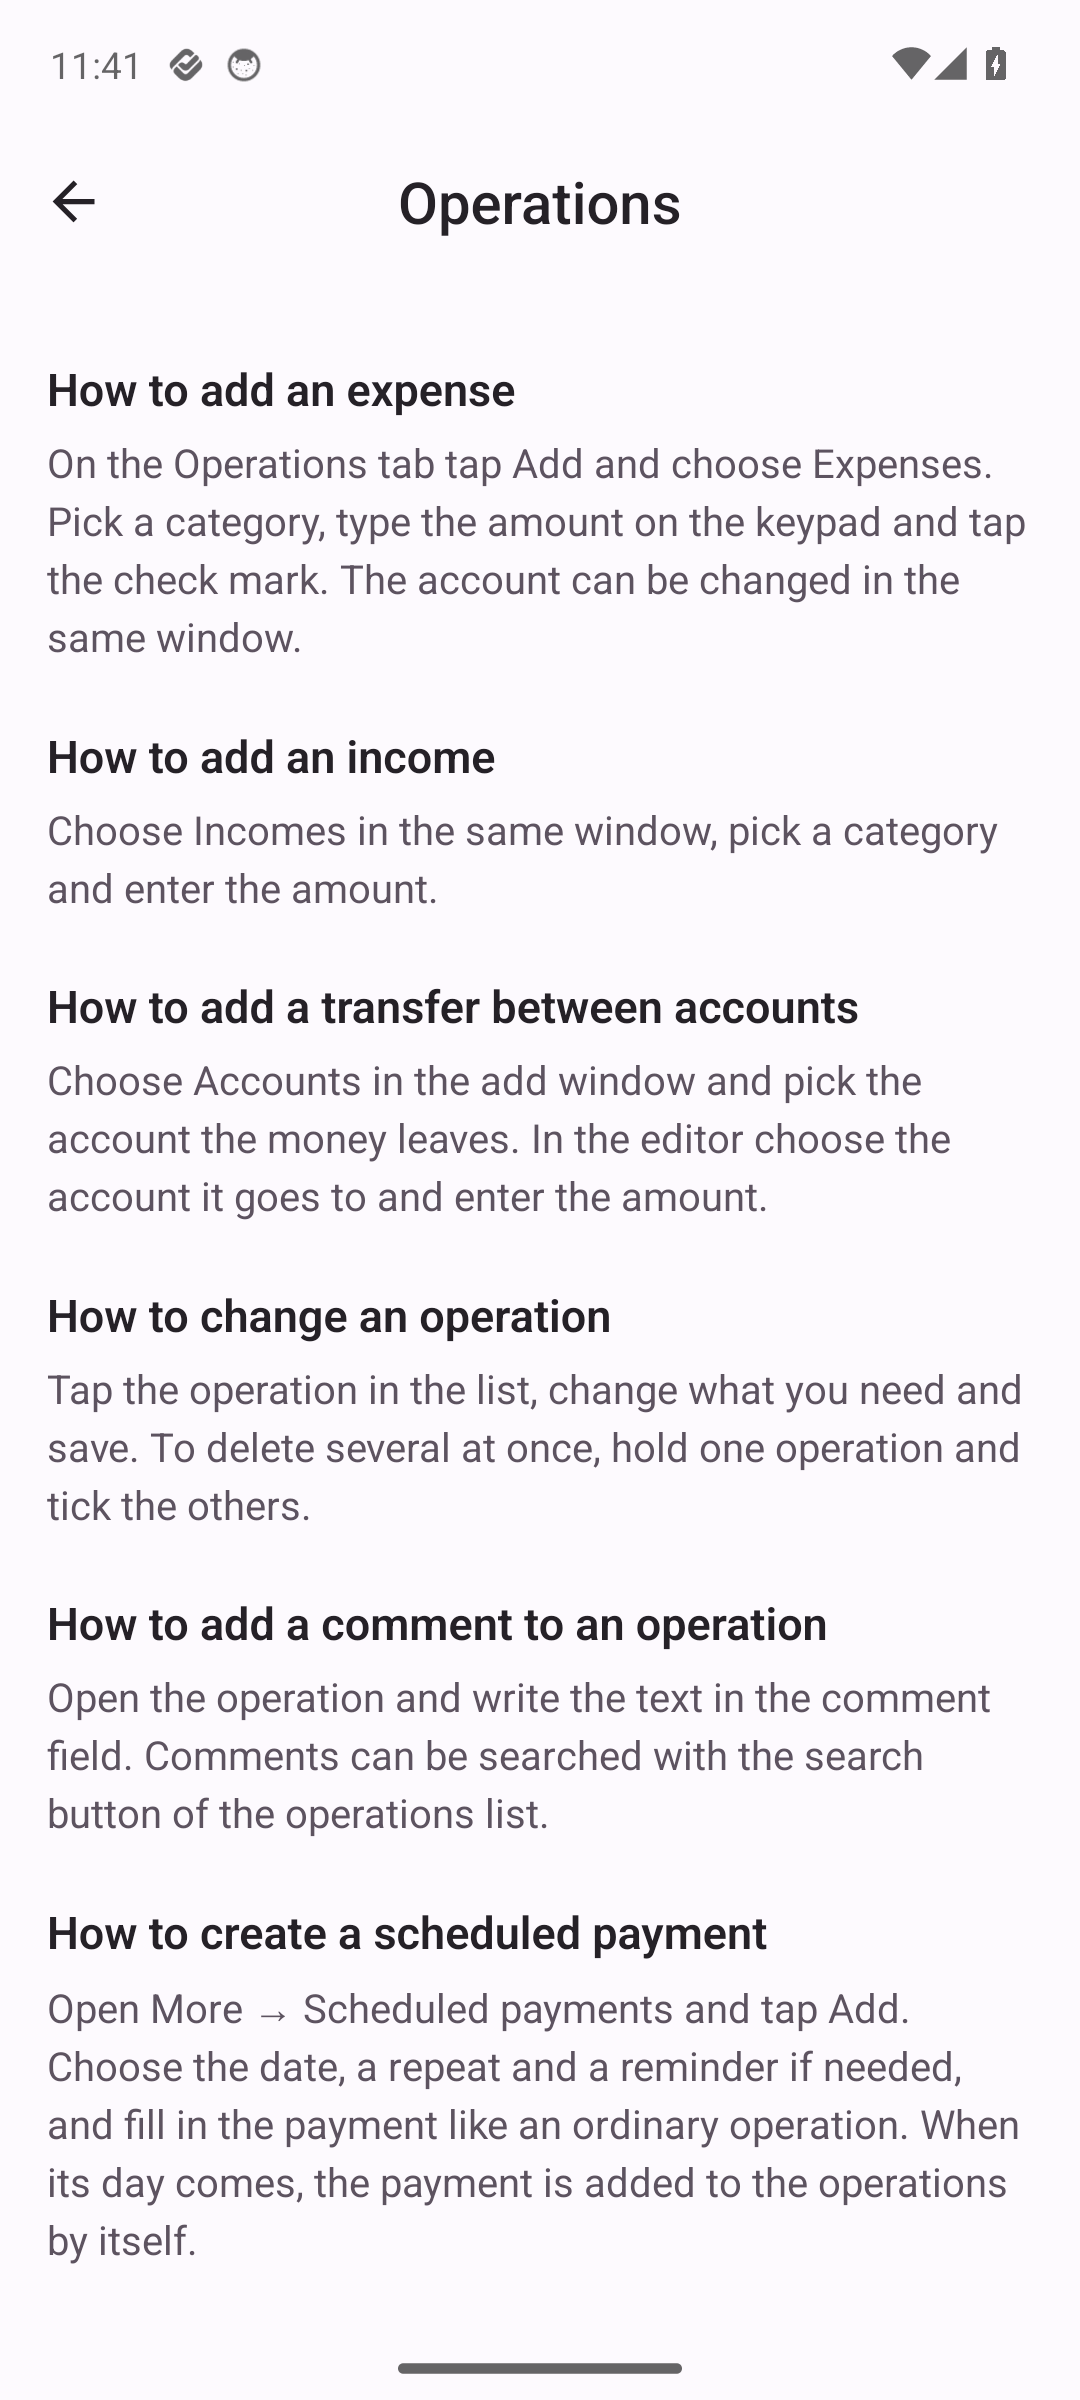 11:41
Operations
How to add an expense
On the Operations tab tap Add and choose Expenses.
Pick a category, type the amount on the keypad and tap
the check mark. The account can be changed in the
same window.
How to add an income
Choose Incomes in the same window, pick a category
and enter the amount.
How to add a transfer between accounts
Choose Accounts in the add window and pick the
account the money leaves. In the editor choose the
account it goes to and enter the amount.
How to change an operation
Tap the operation in the list, change what you need and
save. To delete several at once, hold one operation and
tick the others.
How to add a comment to an operation
Open the operation and write the text in the comment
field. Comments can be searched with the search
button of the operations list.
How to create a scheduled payment
Open More → Scheduled payments and tap Add.
Choose the date, a repeat and a reminder if needed,
and fill in the payment like an ordinary operation. When
its day comes, the payment is added to the operations
by itself.